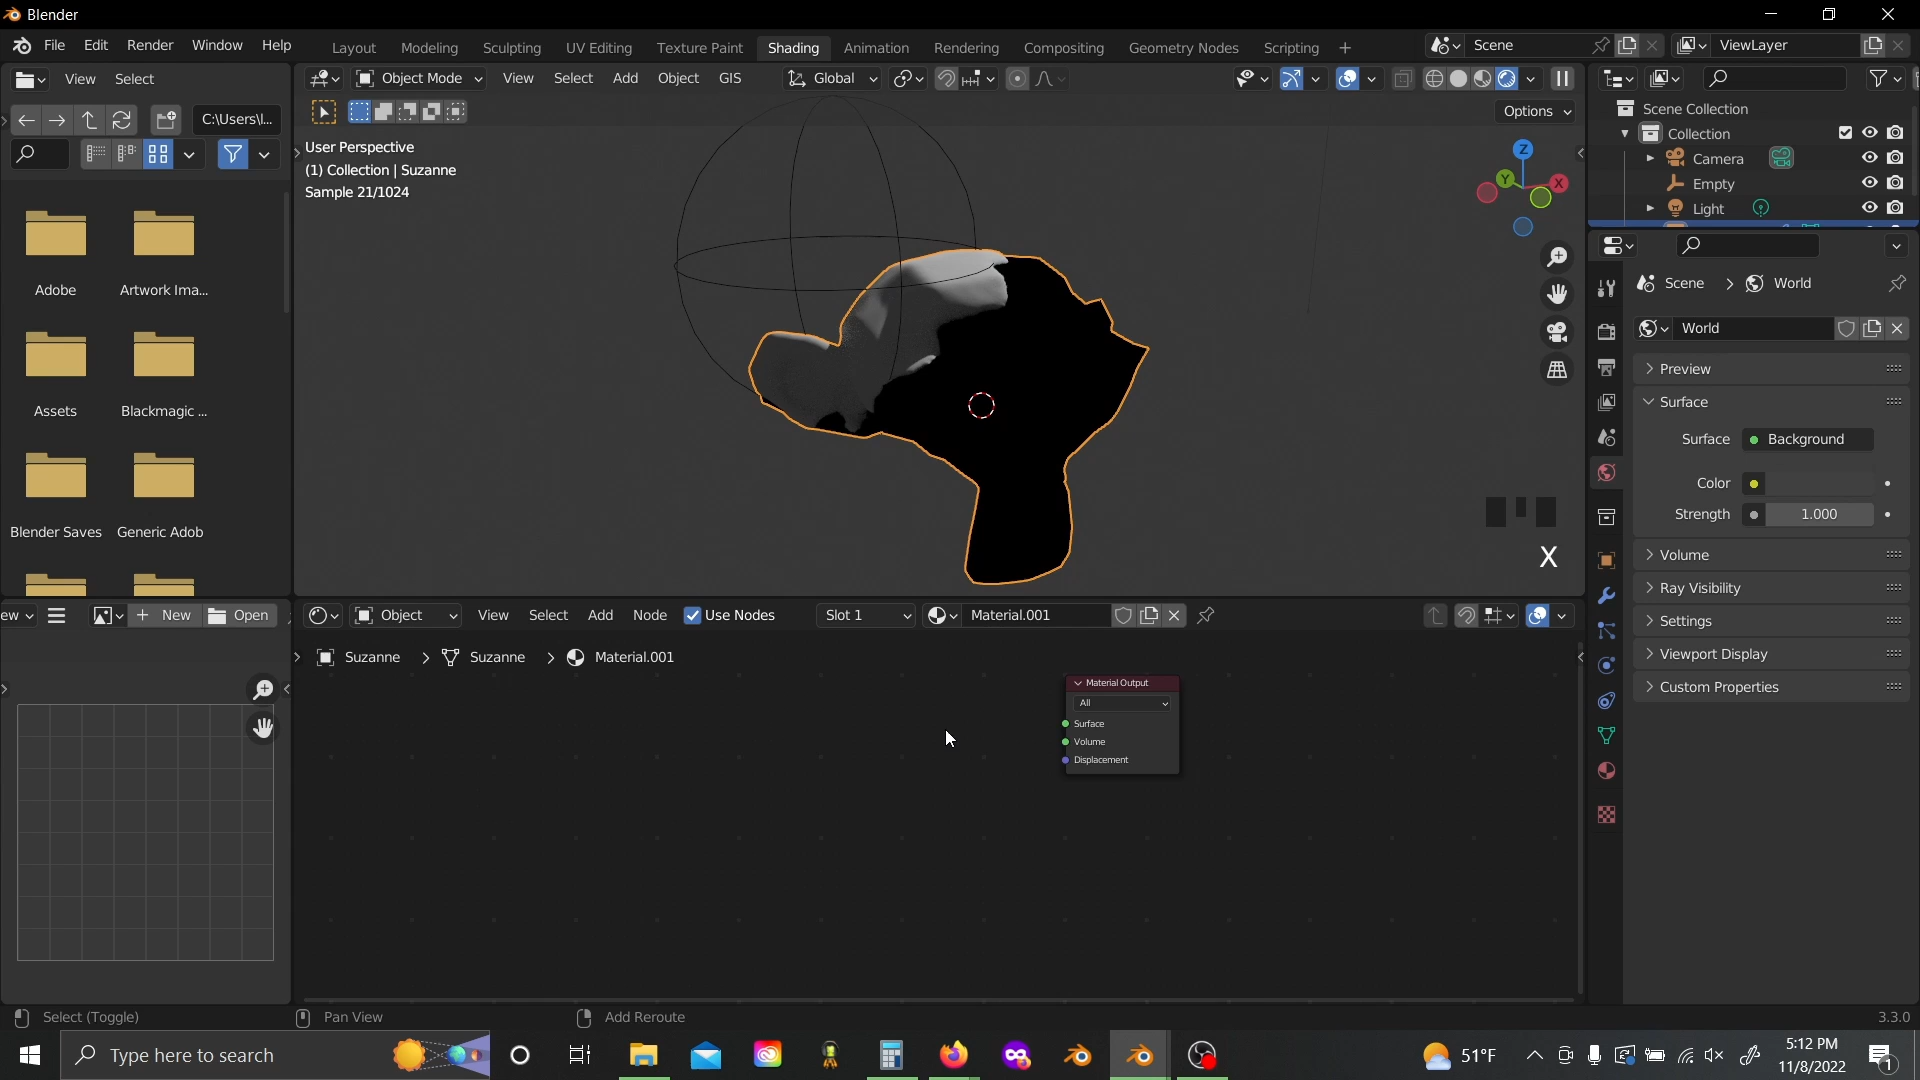 Blender
File Edit Render Window Help Layout Modeling Sculpting UV Editing Texture Paint Shading Animation Rendering Compositing Geometry Nodes Scripting + Scene ViewLayer
View Select
Object Mode View Select Add Object GIS Global
C:\Users\l...
Options
User Perspective
(1) Collection | Suzanne
Sample 21/1024
Z
Y
X
Adobe
Artwork Ima...
Assets
Blackmagic ...
Blender Saves
Generic Adob
X
Scene Collection
Collection
Camera
Empty
Light
Scene > World
World
Preview
Surface
Surface Background
Color
Strength 1.000
Volume
Ray Visibility
Settings
Viewport Display
Custom Properties
ew + New Open
Object View Select Add Node Use Nodes Slot 1 Material.001
Suzanne > Suzanne > Material.001
Material Output
All
Surface
Volume
Displacement
Select (Toggle) Pan View Add Reroute 3.3.0
Type here to search
51°F
5:12 PM
11/8/2022
1